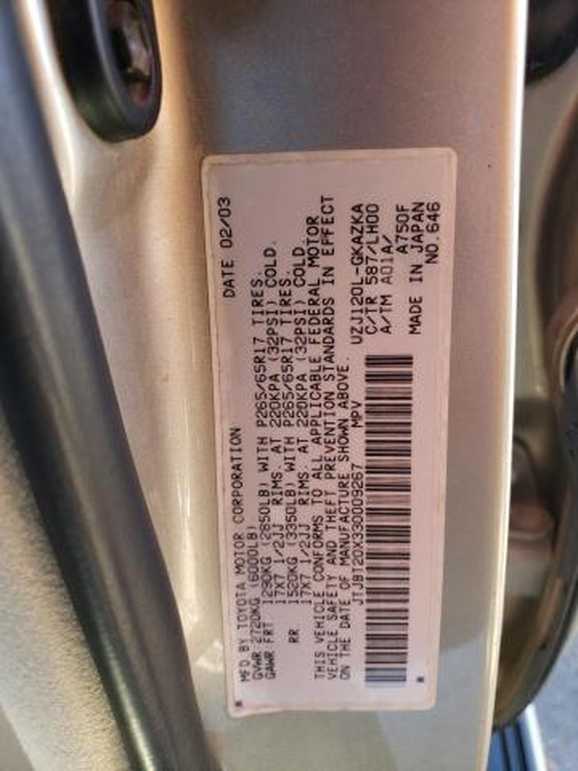 MFD BY TOYOTA MOTOR CORPORATION DATE 02/03
GVWR 2720KG (6000LB)
GAWR FRT 1290KG (2850LB) WITH P265/65R17 TIRES.
17X7 1/2JJ RIMS. AT 220KPA (32PSI) COLD.
RR 1520KG (3350LB) WITH P265/65R17 TIRES.
17X7 1/2JJ RIMS. AT 220KPA (32PSI) COLD.
THIS VEHICLE CONFORMS TO ALL APPLICABLE FEDERAL MOTOR
VEHICLE SAFETY AND THEFT PREVENTION STANDARDS IN EFFECT
ON THE DATE OF MANUFACTURE SHOWN ABOVE.
JTJBT20X330009267 MPV UZJ120L-GKAZKA
C/TR 587/LH00
A/TM A01A/
A750F
MADE IN JAPAN
NO.646